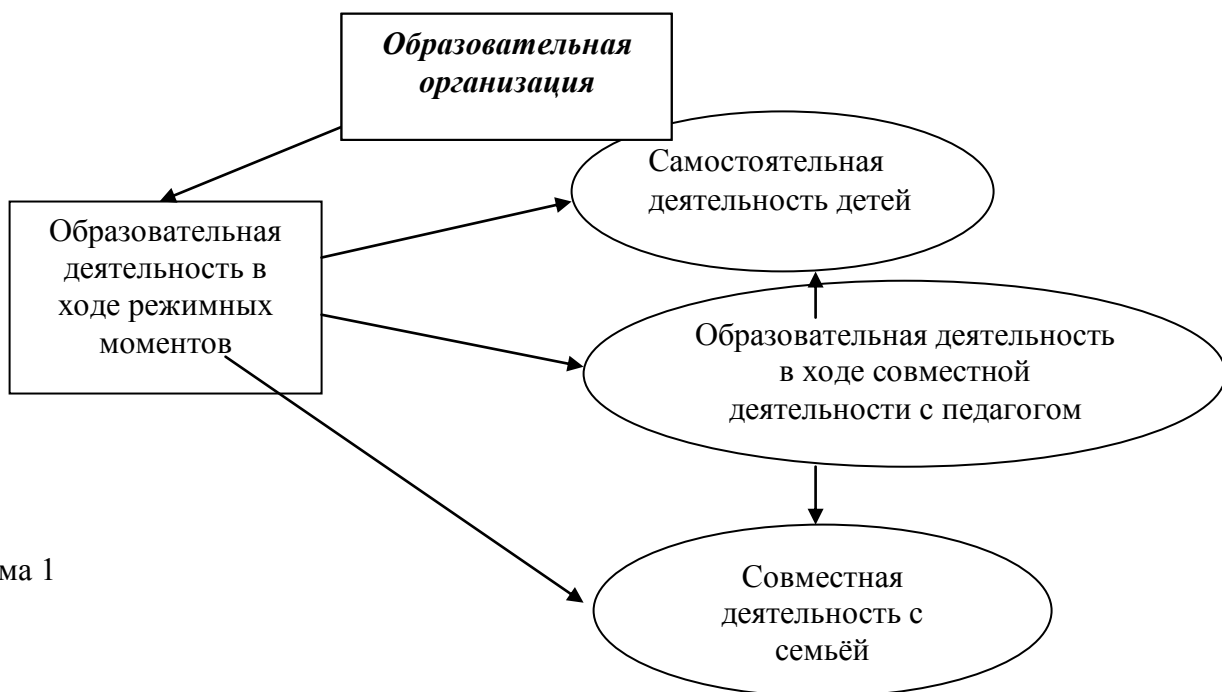 Образовательная
организация
Самостоятельная
деятельность детей
Образовательная
деятельность в
ходе режимных
моментов
Образовательная деятельность
в ходе совместной
деятельности с педагогом
ма 1
Совместная
деятельность с
семьёй